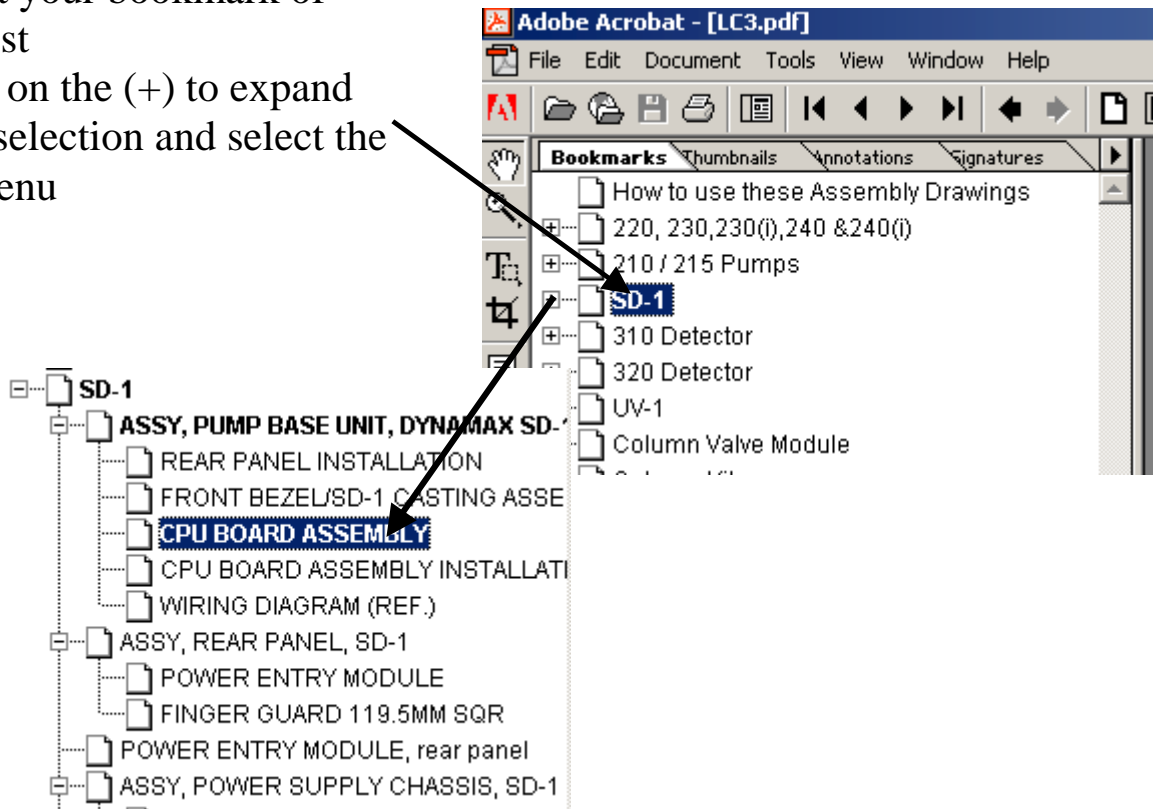 your bookmark of
st
on the (+) to expand
selection and select the
enu
Adobe Acrobat - [LC3.pdf]
File Edit Document Tools View Window Help
Bookmarks Thumbnails Annotations Signatures
How to use these Assembly Drawings
220, 230,230(i),240 &240(i)
210 / 215 Pumps
SD-1
310 Detector
320 Detector
UV-1
Column Valve Module
SD-1
ASSY, PUMP BASE UNIT, DYNAMAX SD-1
REAR PANEL INSTALLATION
FRONT BEZEL/SD-1 CASTING ASSE
CPU BOARD ASSEMBLY
CPU BOARD ASSEMBLY INSTALLATI
WIRING DIAGRAM (REF.)
ASSY, REAR PANEL, SD-1
POWER ENTRY MODULE
FINGER GUARD 119.5MM SQR
POWER ENTRY MODULE, rear panel
ASSY, POWER SUPPLY CHASSIS, SD-1